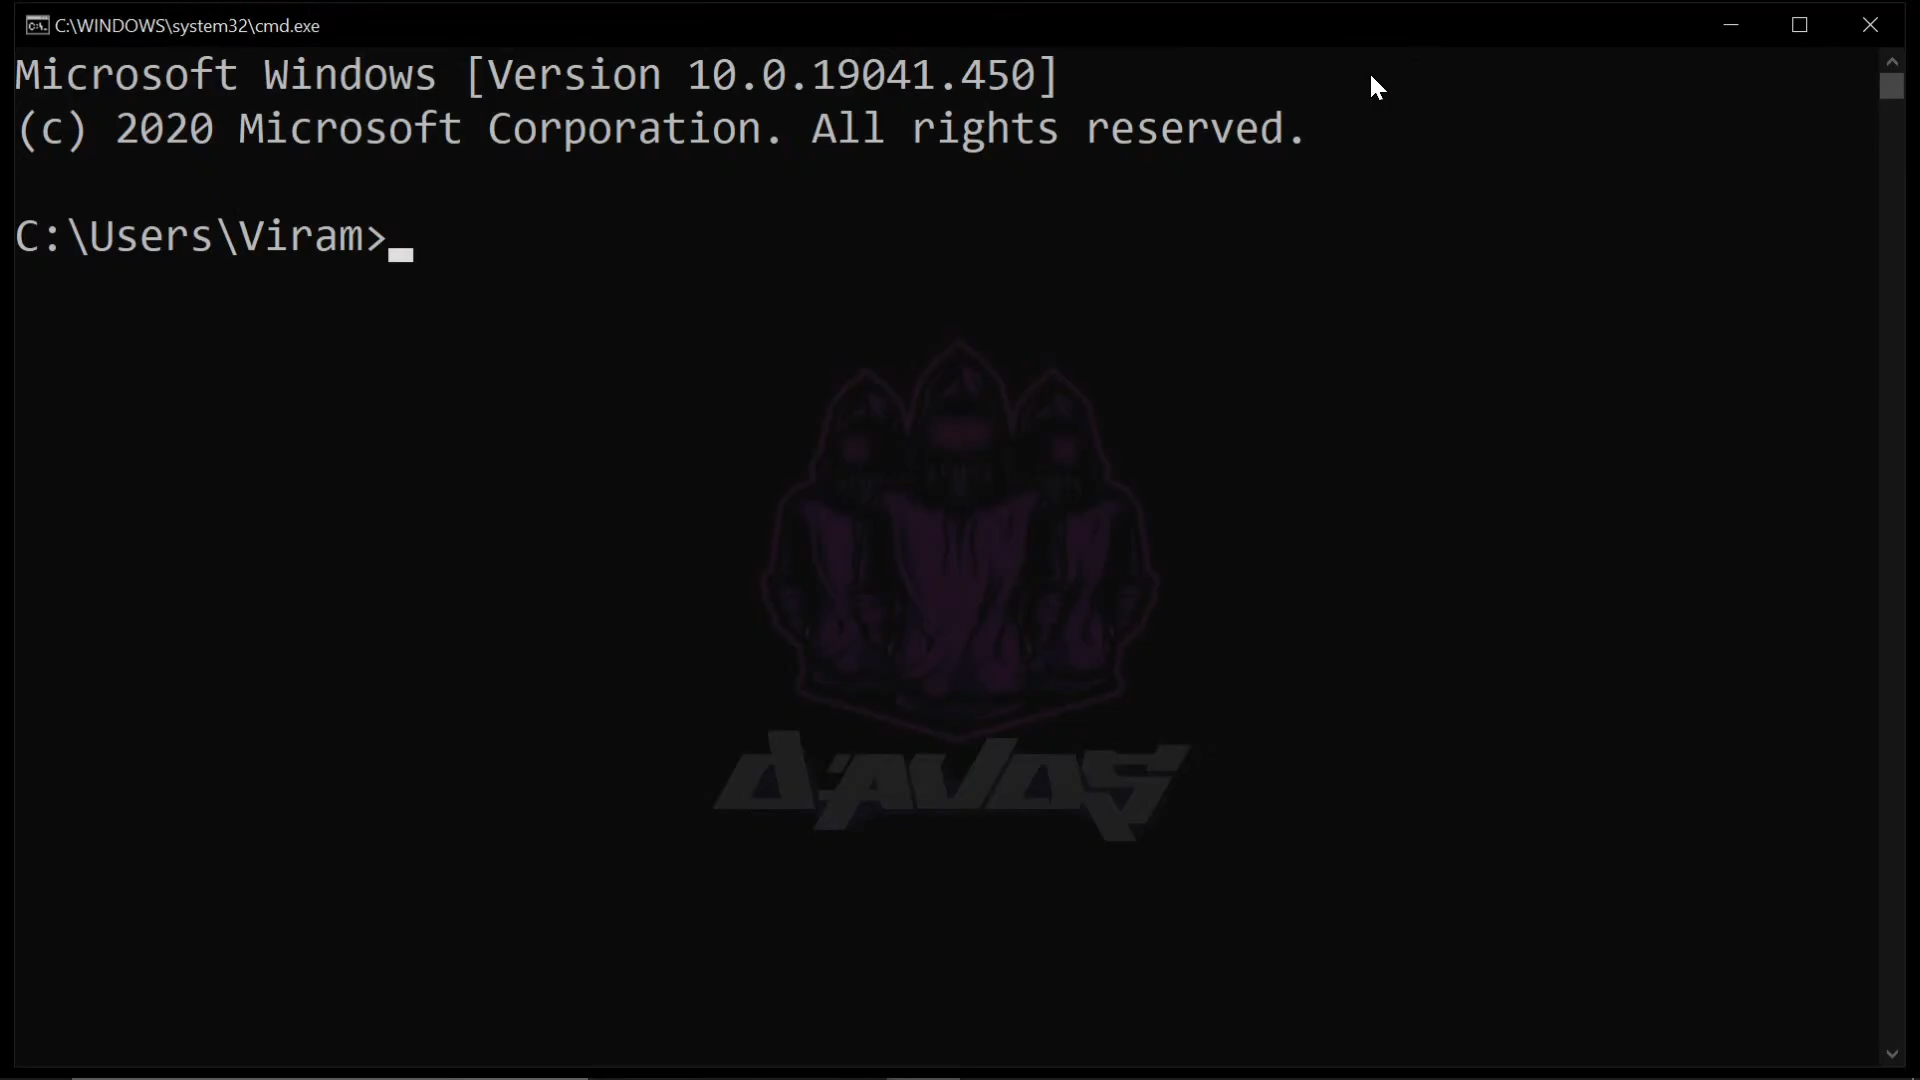 C:\WINDOWS\system32\cmd.exe
Microsoft Windows [Version 10.0.19041.450]
(c) 2020 Microsoft Corporation. All rights reserved.
C:\Users\Viram>